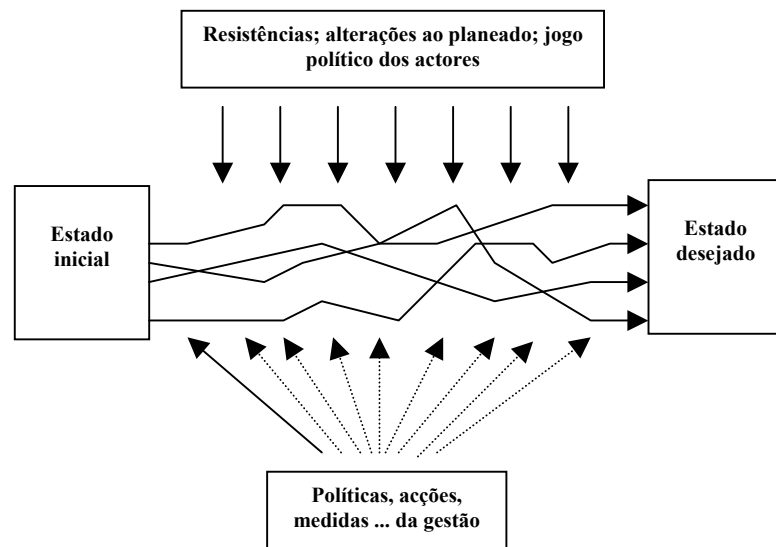 Resistências; alterações ao planeado; jogo
político dos actores
Estado
inicial
Estado
desejado
Políticas, acções,
medidas ... da gestão